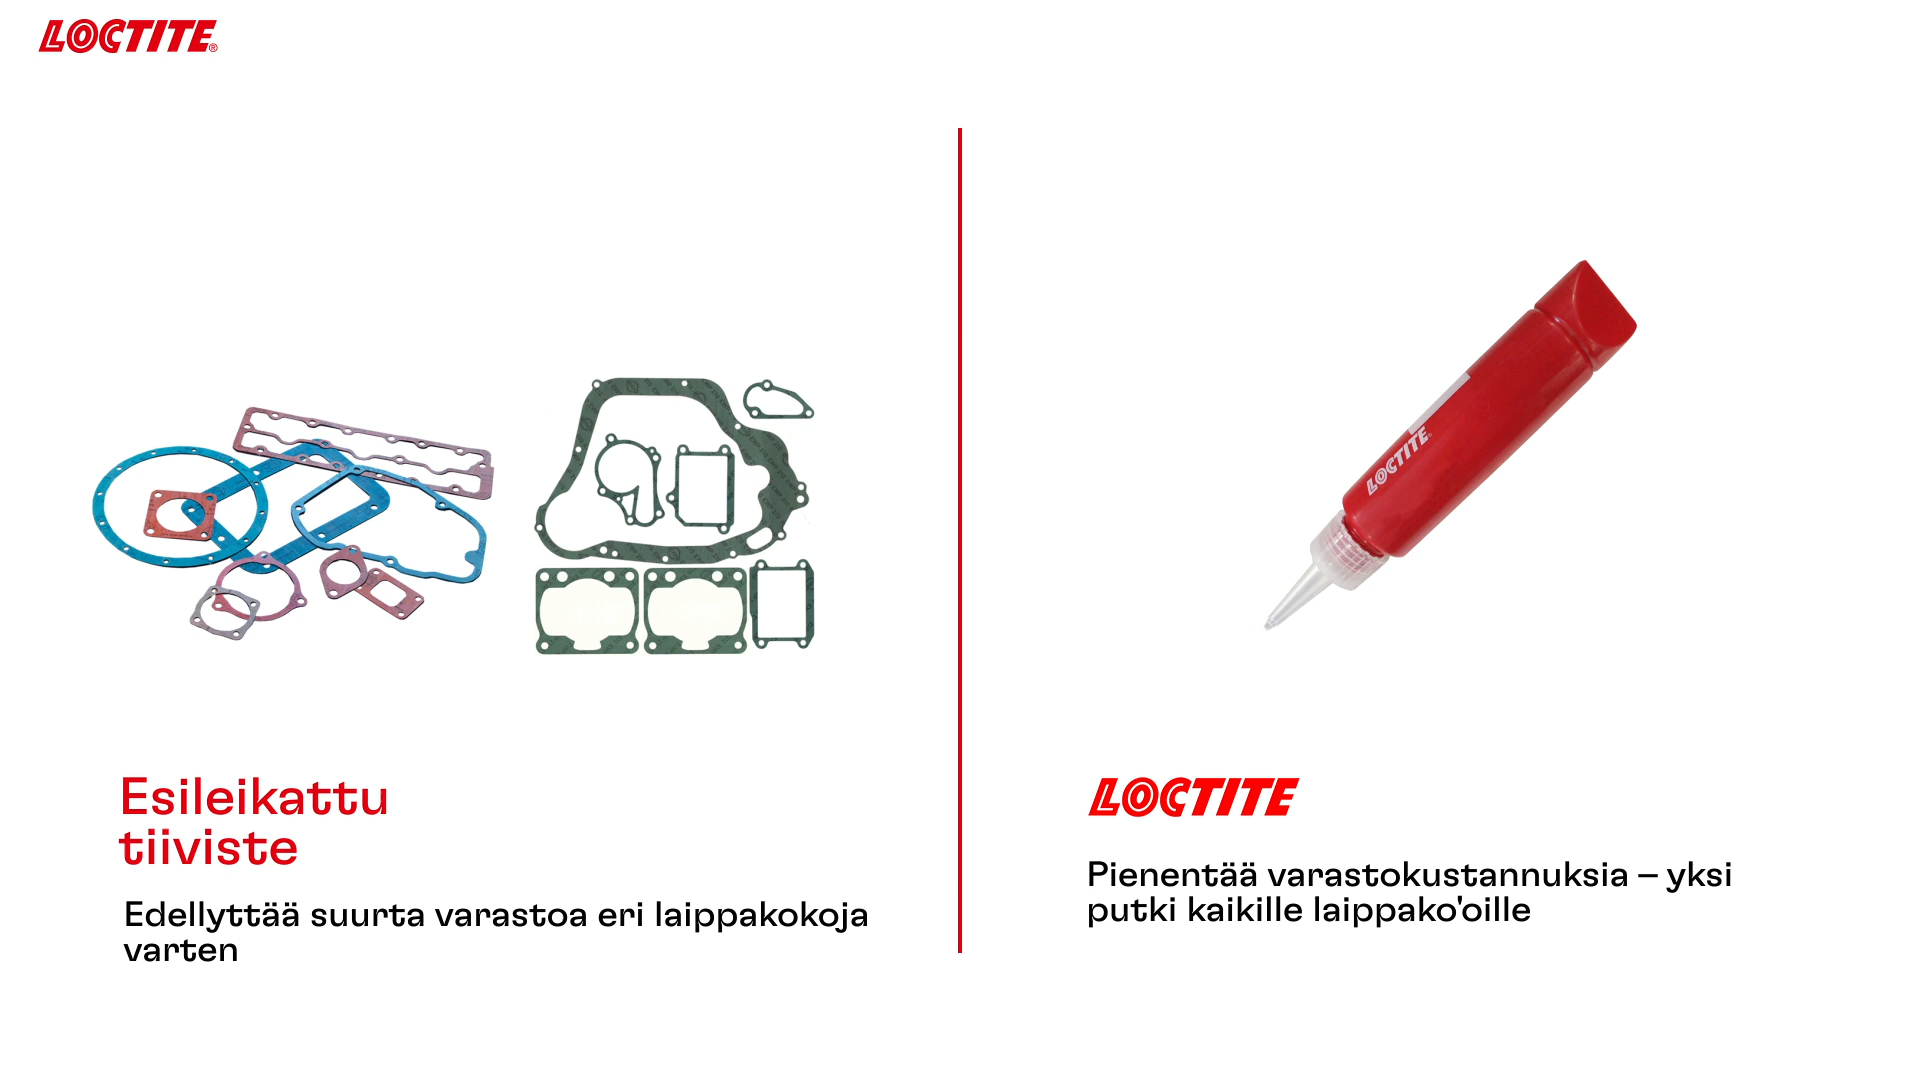 LOCTITE®
LOCTITE
Esileikattu
tiiviste
Edellyttää suurta varastoa eri laippakokoja
varten
LOCTITE
Pienentää varastokustannuksia – yksi
putki kaikille laippako'oille